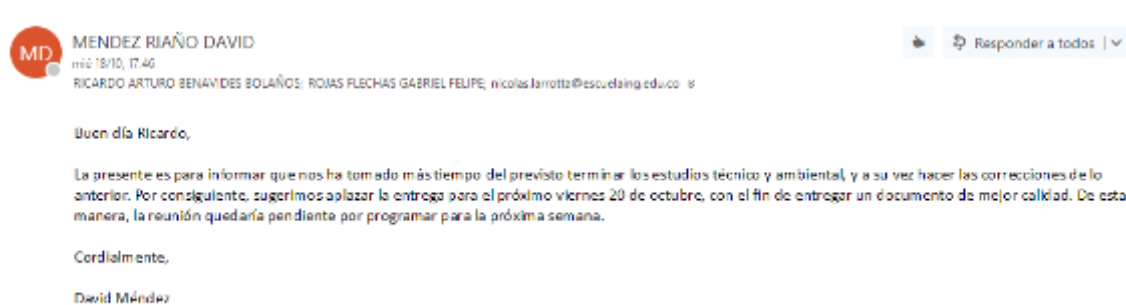 MENDEZ RIAÑO DAVID
MD
mié 18/10, 17:46
Responder a todos
RICARDO ARTURO BENAVIDES BOLAÑOS; ROJAS FLECHAS GABRIEL FELIPE; nicolas.larrotta@escuelaing.edu.co
Buen día Ricardo,
La presente es para informar que nos ha tomado más tiempo del previsto terminar los estudios técnico y ambiental, y a su vez hacer las correcciones de lo
anterior. Por consiguiente, sugerimos aplazar la entrega para el próximo viernes 20 de octubre, con el fin de entregar un documento de mejor calidad. De esta
manera, la reunión quedaría pendiente por programar para la próxima semana.
Cordialmente,
David Méndez